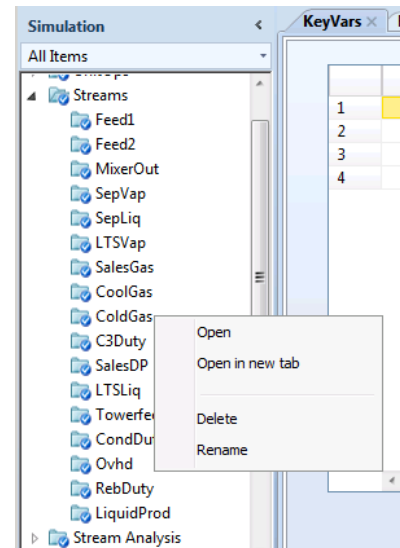 Simulation
All Items
Streams
Feed1
Feed2
MixerOut
SepVap
SepLiq
LTSVap
SalesGas
CoolGas
ColdGas
C3Duty
SalesDP
LTSLiq
Towerfee
CondDu
Ovhd
RebDuty
LiquidProd
Stream Analysis
Open
Open in new tab
Delete
Rename
KeyVars
1
2
3
4